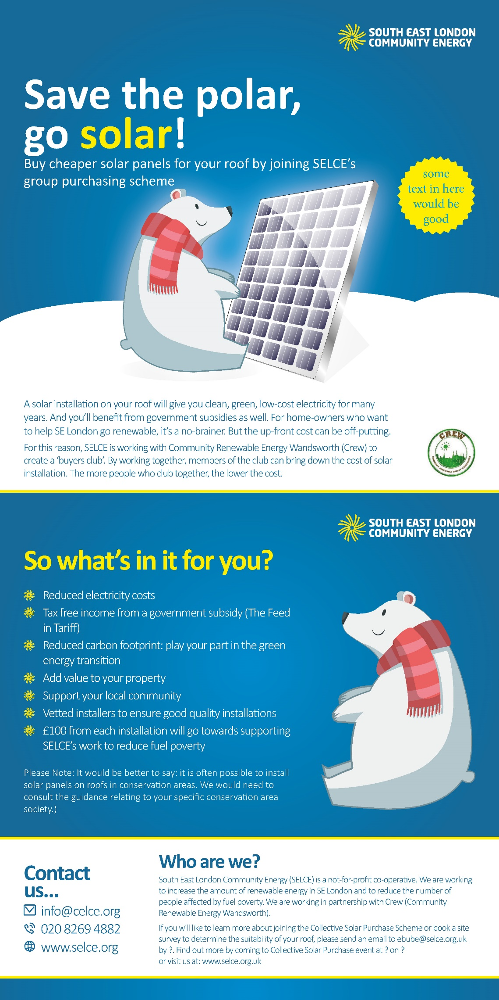 SOUTH EAST LONDON
COMMUNITY ENERGY
Save the polar,
go solar!
Buy cheaper solar panels for your roof by joining SELCE’s
group purchasing scheme
some
text in here
would be
good
A solar installation on your roof will give you clean, green, low-cost electricity for many
years. And you’ll benefit from government subsidies as well. For home-owners who want
to help SE London go renewable, it’s a no-brainer. But the up-front cost can be off-putting.
For this reason, SELCE is working with Community Renewable Energy Wandsworth (Crew) to
create a ‘buyers club’. By working together, members of the club can bring down the cost of solar
installation. The more people who club together, the lower the cost.
CREW
COMMUNITY RENEWABLE ENERGY WANDSWORTH
SOUTH EAST LONDON
COMMUNITY ENERGY
So what’s in it for you?
Reduced electricity costs
Tax free income from a government subsidy (The Feed
in Tariff)
Reduced carbon footprint: play your part in the green
energy transition
Add value to your property
Support your local community
Vetted installers to ensure good quality installations
£100 from each installation will go towards supporting
SELCE’s work to reduce fuel poverty
Please Note: It would be better to say: it is often possible to install
solar panels on roofs in conservation areas. We would need to
consult the guidance relating to your specific conservation area
society.)
Contact
us...
info@celce.org
020 8269 4882
www.selce.org
Who are we?
South East London Community Energy (SELCE) is a not-for-profit co-operative. We are working
to increase the amount of renewable energy in SE London and to reduce the number of
people affected by fuel poverty. We are working in partnership with Crew (Community
Renewable Energy Wandsworth).
If you will like to learn more about joining the Collective Solar Purchase Scheme or book a site
survey to determine the suitability of your roof, please send an email to ebube@selce.org.uk
by ?. Find out more by coming to Collective Solar Purchase event at ? on ?
or visit us at: www.selce.org.uk